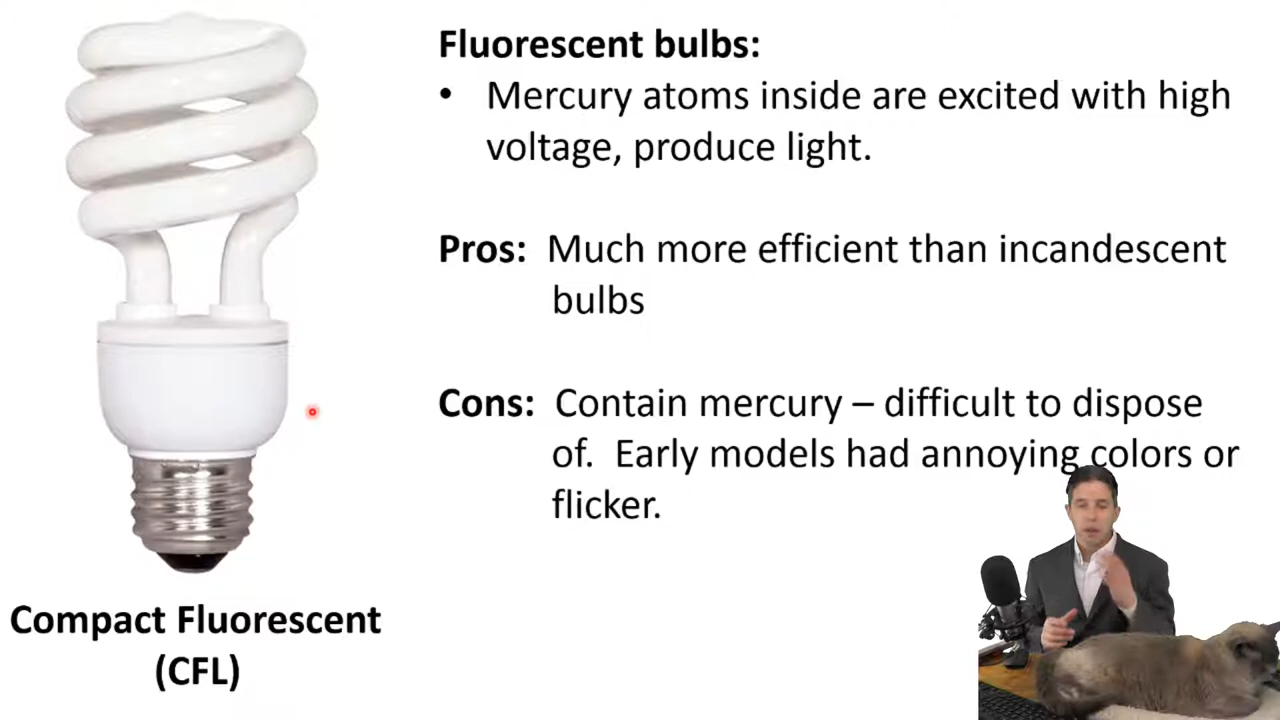 Fluorescent bulbs:
• Mercury atoms inside are excited with high
voltage, produce light.
Pros: Much more efficient than incandescent
bulbs
Cons: Contain mercury – difficult to dispose
of. Early models had annoying colors or
flicker.
Compact Fluorescent
(CFL)